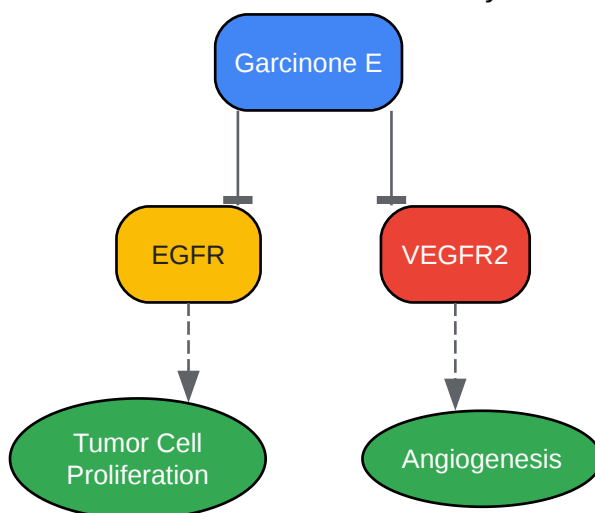 Garcinone E
EGFR
VEGFR2
Tumor Cell
Proliferation
Angiogenesis